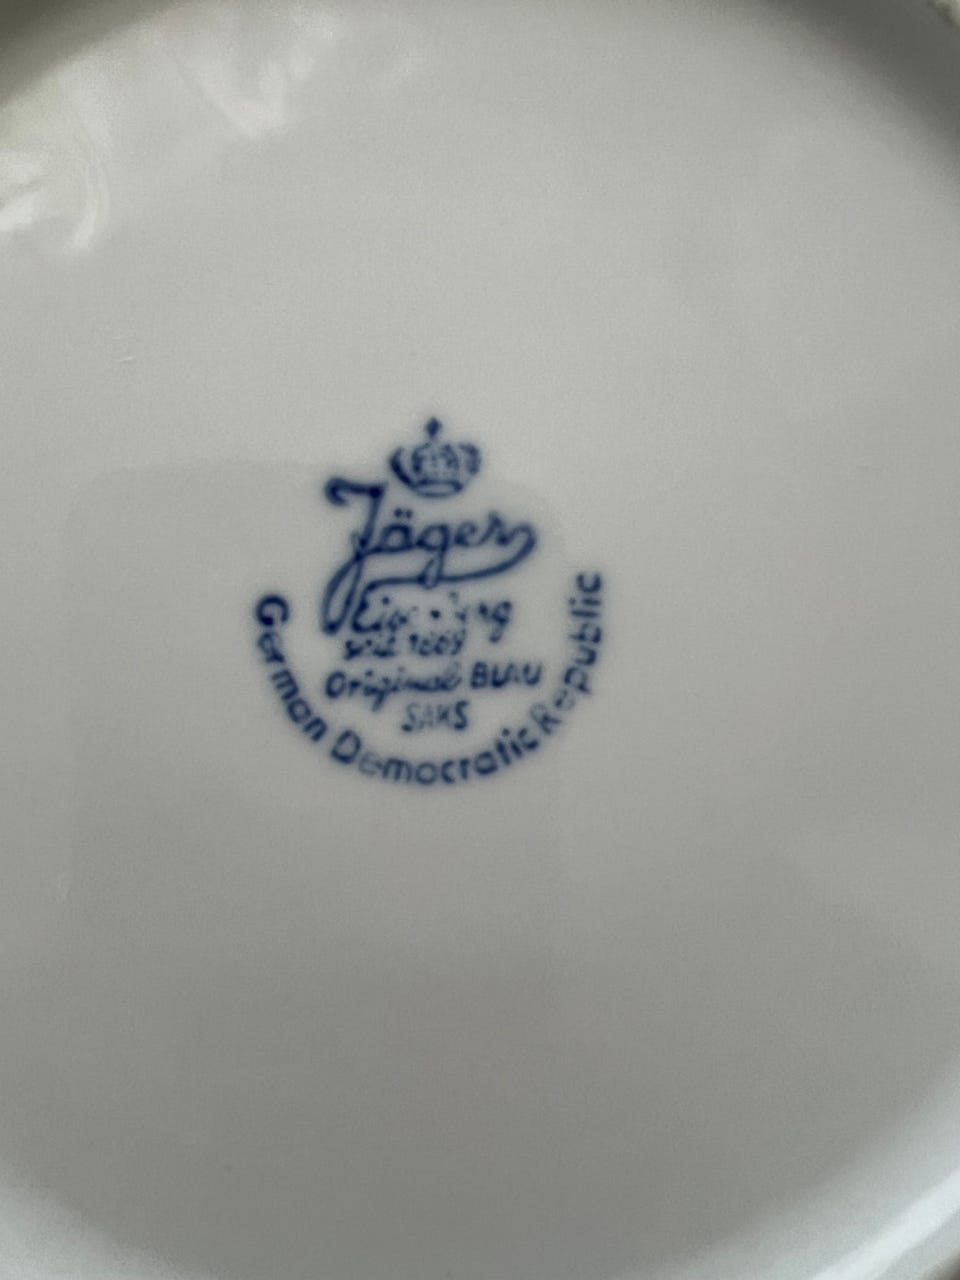 Jäger
seit 1869
Original BLAU
SAKS
German Democratic Republic